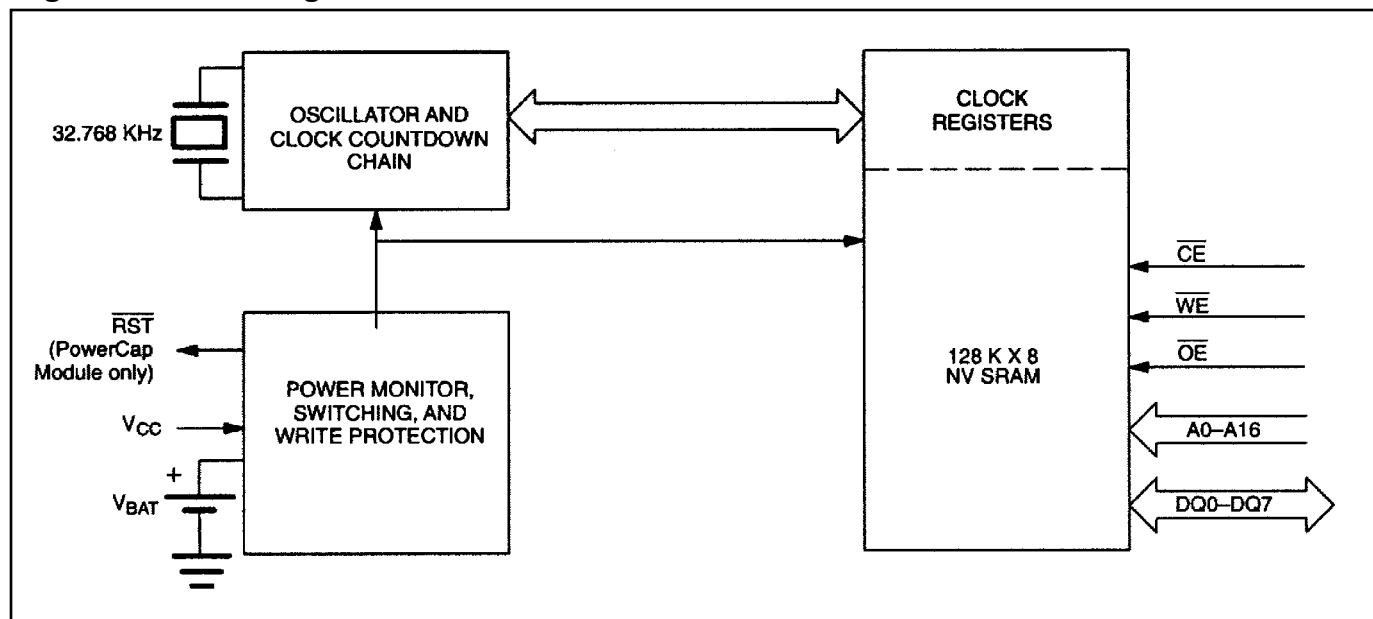 OSCILLATOR AND
CLOCK COUNTDOWN
CHAIN
32.768 KHz
CLOCK
REGISTERS
CE
WE
OE
A0–A16
DQ0–DQ7
128 K X 8
NV SRAM
RST
(PowerCap
Module only)
VCC
+
VBAT
POWER MONITOR,
SWITCHING, AND
WRITE PROTECTION